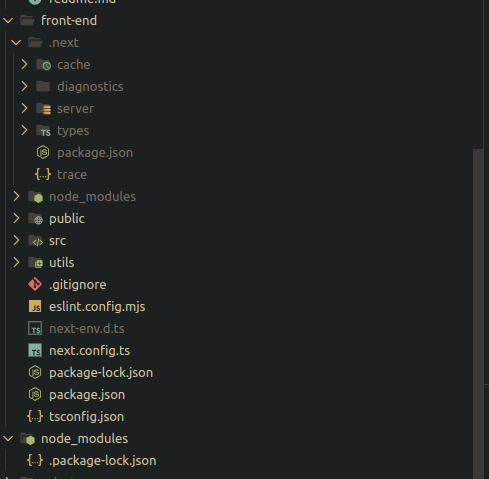 readme.md
front-end
.next
cache
diagnostics
server
types
package.json
trace
node_modules
public
src
utils
.gitignore
eslint.config.mjs
next-env.d.ts
next.config.ts
package-lock.json
package.json
tsconfig.json
node_modules
.package-lock.json